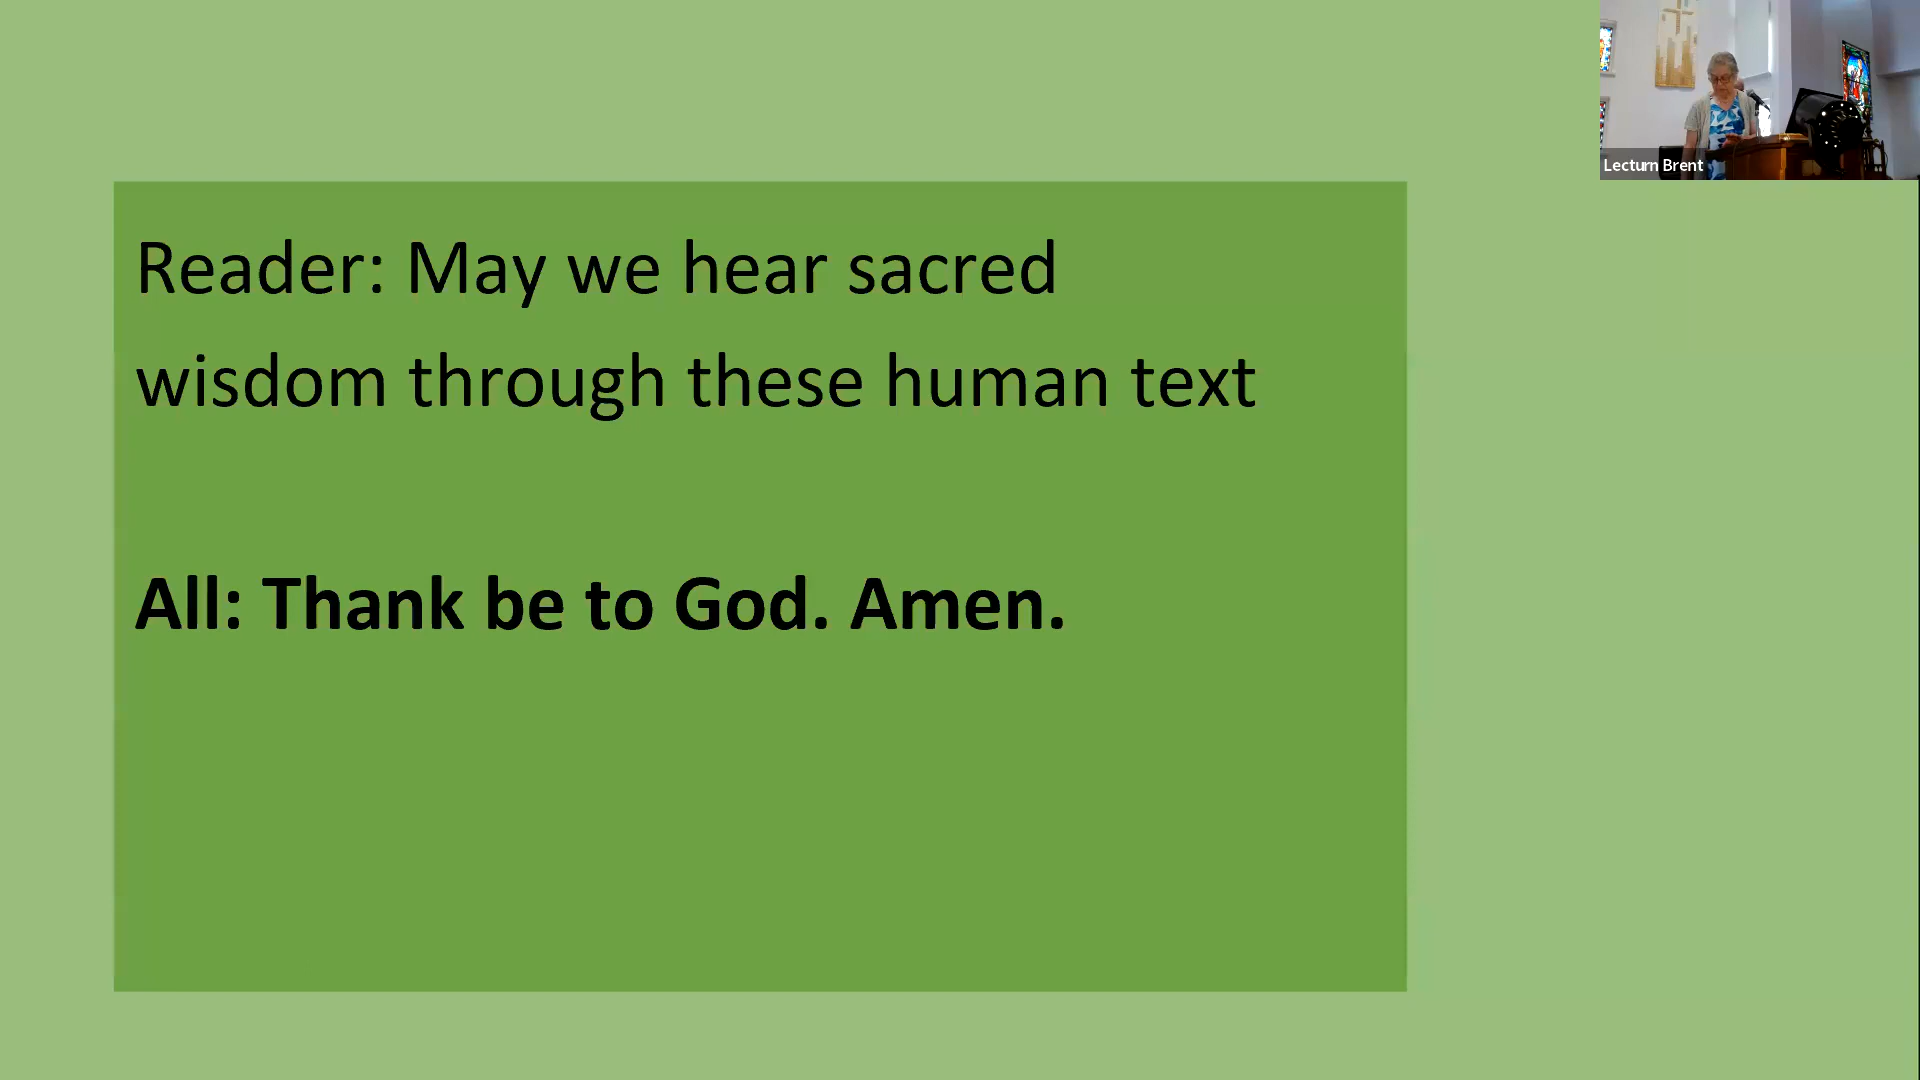 Reader: May we hear sacred
wisdom through these human text
All: Thank be to God. Amen.
Lecturn Brent